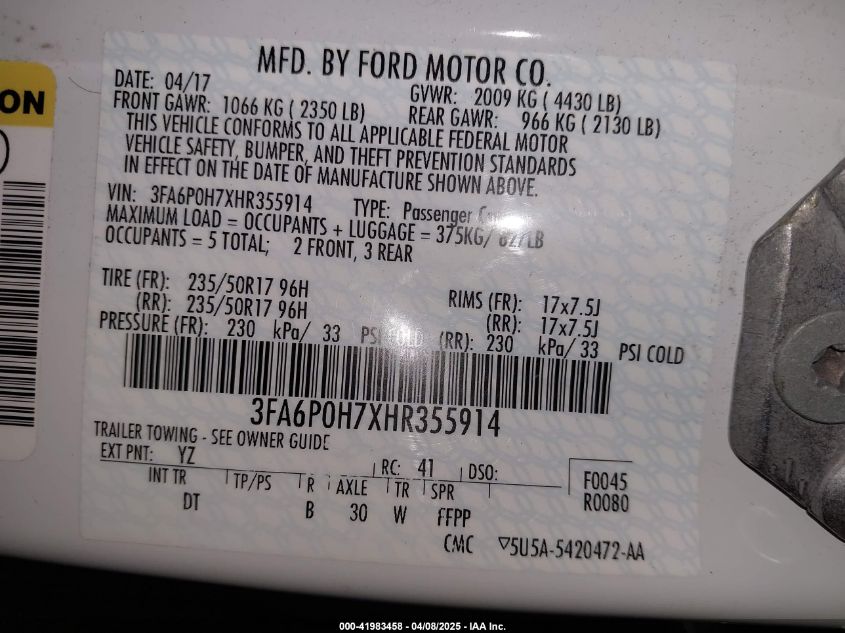 MFD. BY FORD MOTOR CO.
DATE: 04/17 GVWR: 2009 KG ( 4430 LB)
FRONT GAWR: 1066 KG ( 2350 LB) REAR GAWR: 966 KG ( 2130 LB)
THIS VEHICLE CONFORMS TO ALL APPLICABLE FEDERAL MOTOR
VEHICLE SAFETY, BUMPER, AND THEFT PREVENTION STANDARDS
IN EFFECT ON THE DATE OF MANUFACTURE SHOWN ABOVE.
VIN: 3FA6P0H7XHR355914 TYPE: Passenger
MAXIMUM LOAD = OCCUPANTS + LUGGAGE = 375KG/ 827LB
OCCUPANTS = 5 TOTAL; 2 FRONT, 3 REAR
TIRE (FR): 235/50R17 96H RIMS (FR): 17x7.5J
(RR): 235/50R17 96H (RR): 17x7.5J
PRESSURE (FR): 230 kPa/ 33 PSI COLD (RR): 230 kPa/ 33 PSI COLD
3FA6P0H7XHR355914
TRAILER TOWING - SEE OWNER GUIDE
EXT PNT: YZ RC: 41 DSO: F0045
INT TR TP/PS R AXLE TR SPR R0080
DT B 30 W FFPP
CMC ▽5U5A-5420472-AA
ON
000-41983458 - 04/08/2025 - IAA Inc.